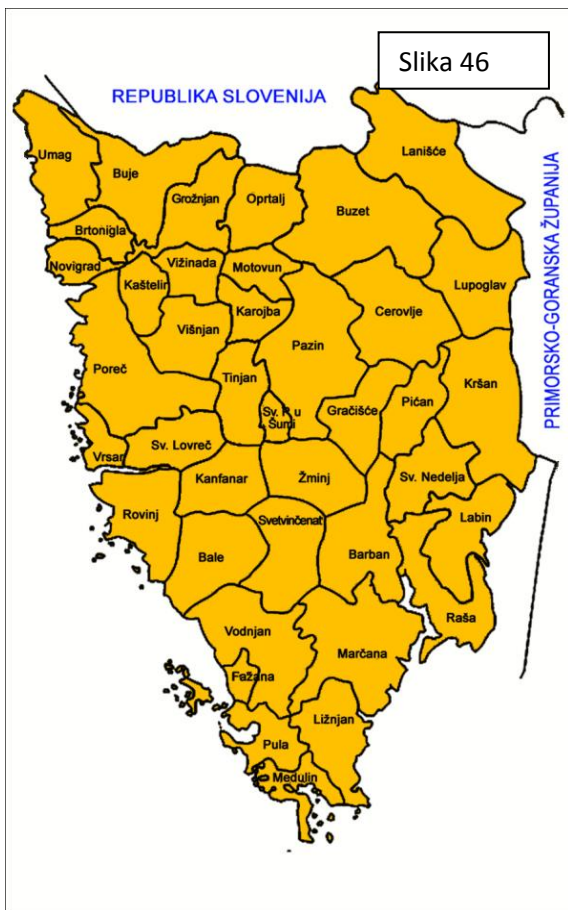 Slika 46
REPUBLIKA SLOVENIJA
PRIMORSKO-GORANSKA ŽUPANIJA
Lanišće
Umag
Buje
Grožnjan
Oprtalj
Buzet
Brtonigla
Novigrad
Vižinada
Motovun
Kaštelir
Karojba
Cerovlje
Lupoglav
Višnjan
Pazin
Poreč
Tinjan
Kršan
Sv. P. u
Šumi
Gračišće
Pićan
Vrsar
Sv. Lovreč
Kanfanar
Žminj
Sv. Nedelja
Rovinj
Svetvinčenat
Labin
Bale
Barban
Raša
Vodnjan
Marčana
Fažana
Ližnjan
Pula
Medulin